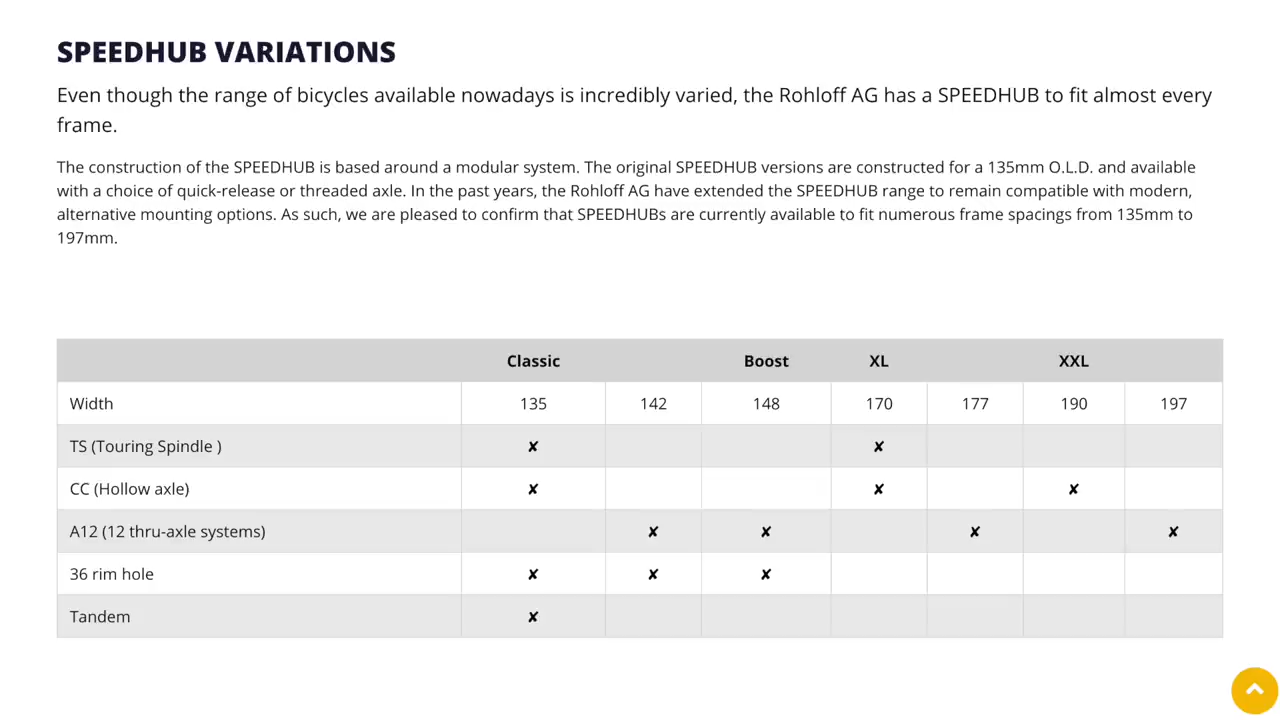 SPEEDHUB VARIATIONS
Even though the range of bicycles available nowadays is incredibly varied, the Rohloff AG has a SPEEDHUB to fit almost every
frame.
The construction of the SPEEDHUB is based around a modular system. The original SPEEDHUB versions are constructed for a 135mm O.L.D. and available
with a choice of quick-release or threaded axle. In the past years, the Rohloff AG have extended the SPEEDHUB range to remain compatible with modern,
alternative mounting options. As such, we are pleased to confirm that SPEEDHUBs are currently available to fit numerous frame spacings from 135mm to
197mm.
Classic Boost XL XXL
Width 135 142 148 170 177 190 197
TS (Touring Spindle ) ✘ ✘
CC (Hollow axle) ✘ ✘ ✘
A12 (12 thru-axle systems) ✘ ✘ ✘ ✘
36 rim hole ✘ ✘ ✘
Tandem ✘